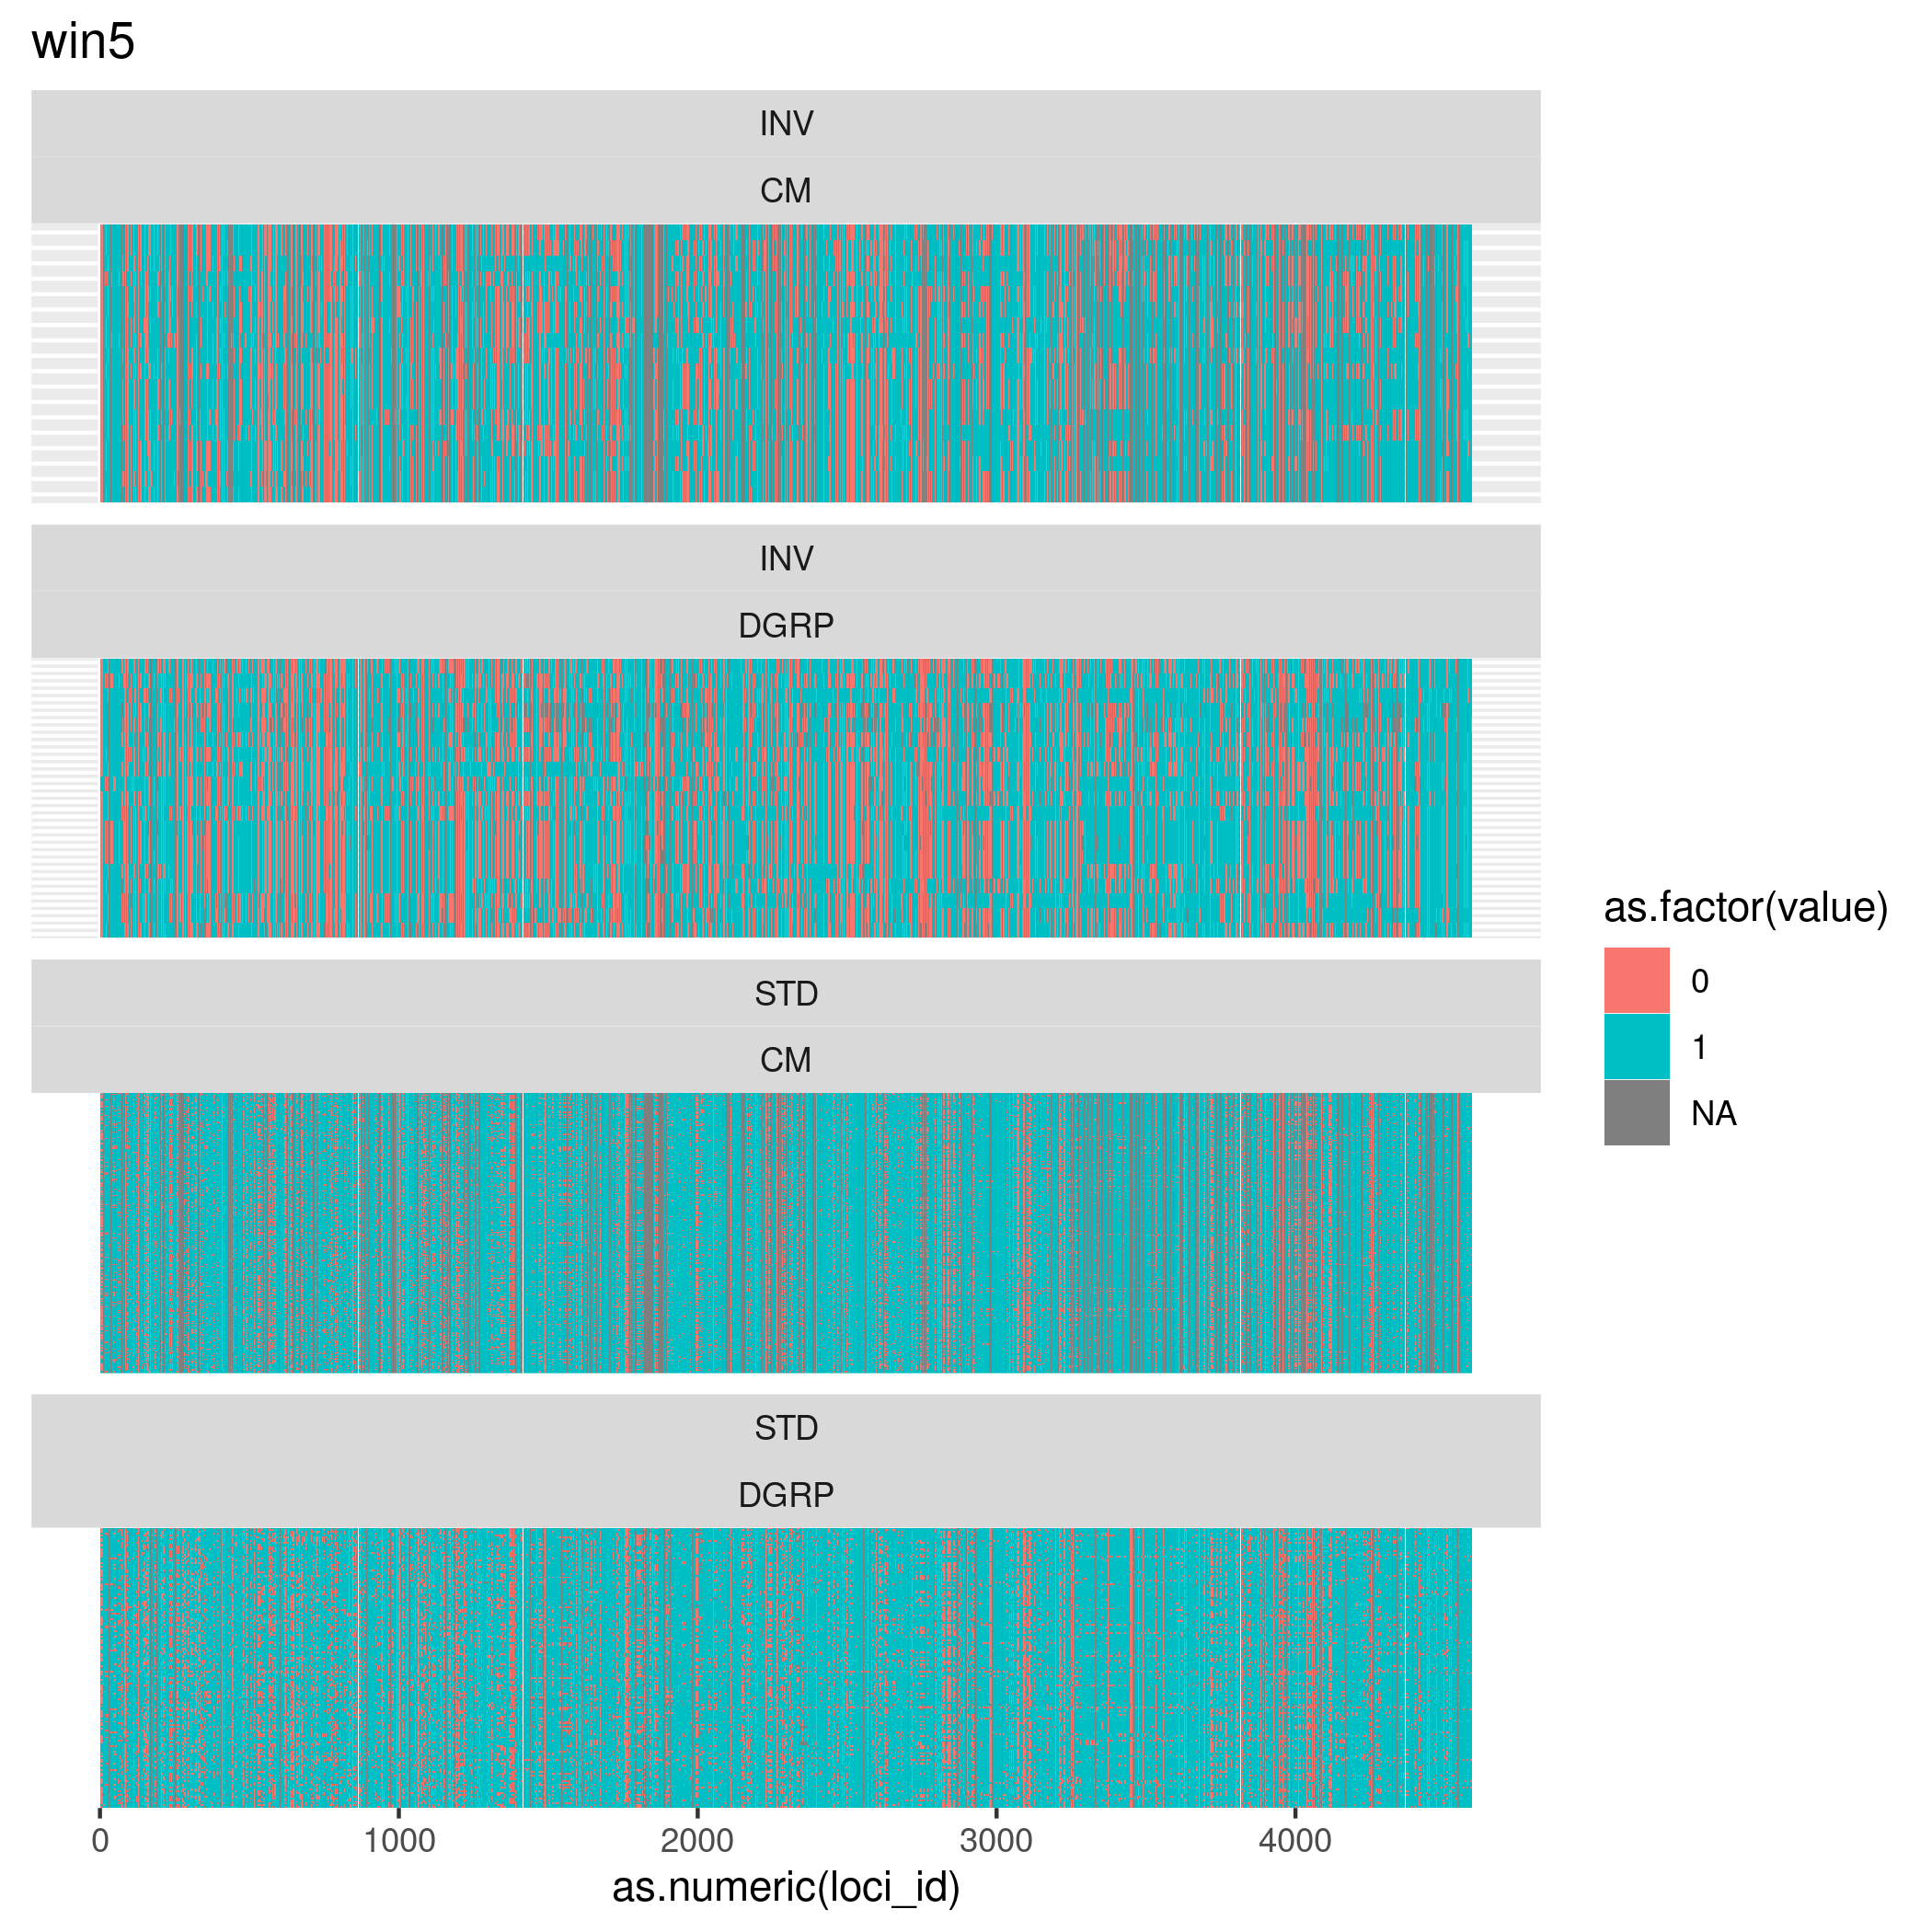 win5
INV
CM
INV
DGRP
STD
CM
STD
DGRP
0 1000 2000 3000 4000
as.numeric(loci_id)
as.factor(value)
0
1
NA